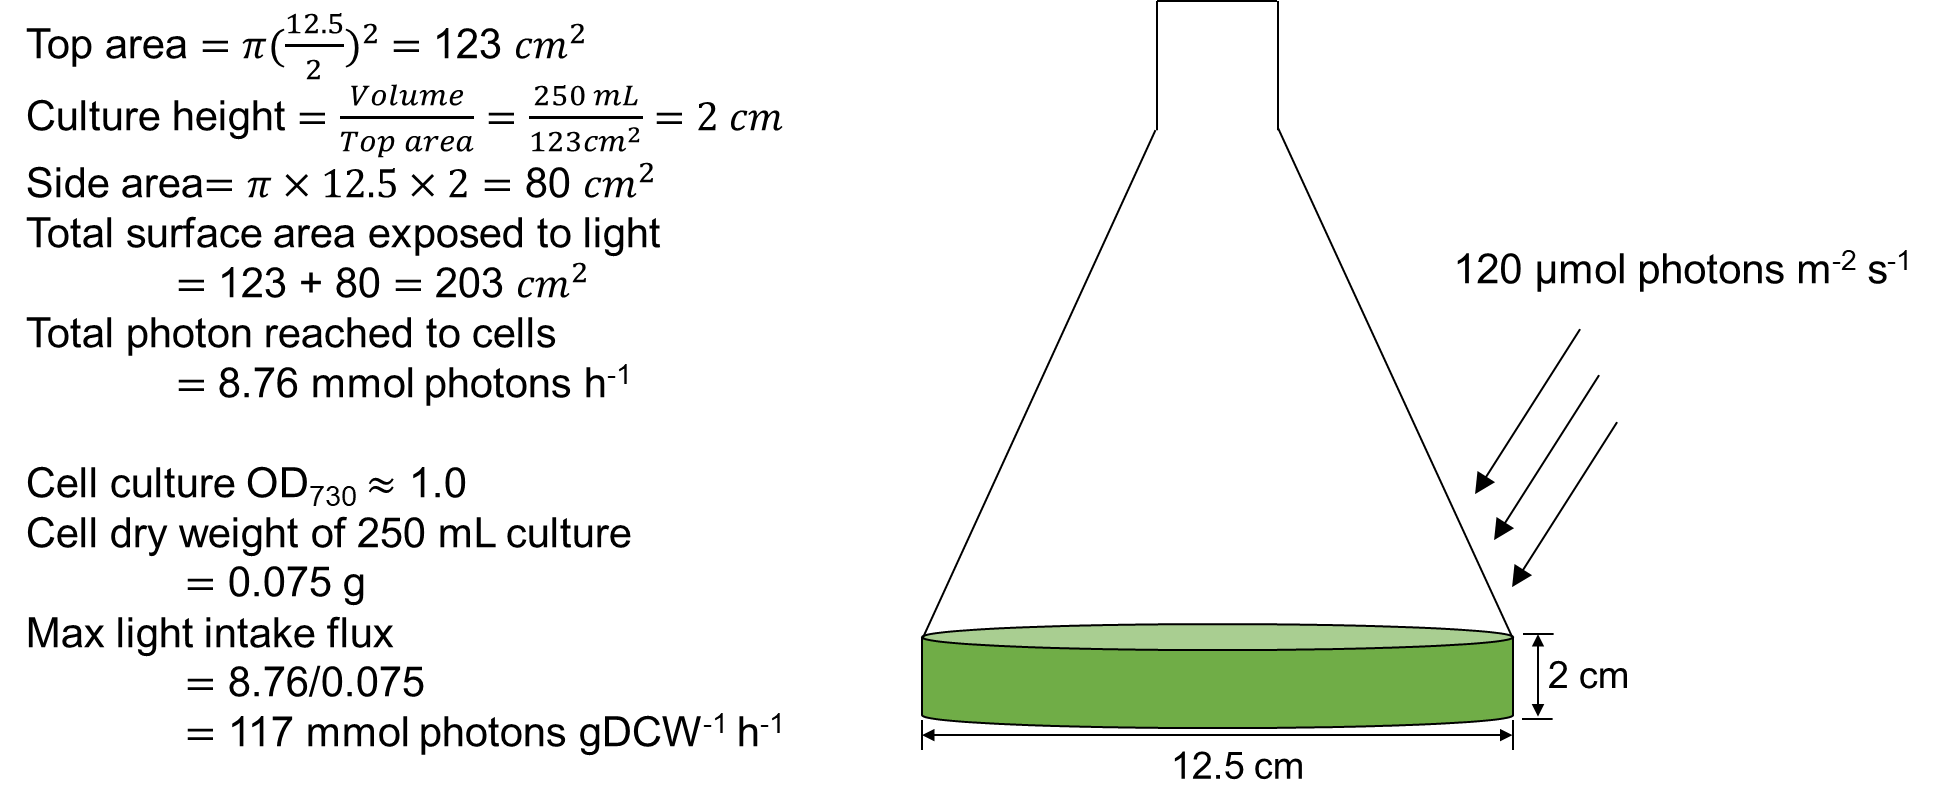 Top area = π(12.5/2)² = 123 cm²
Culture height = Volume/Top area = 250 mL/123cm² = 2 cm
Side area= π × 12.5 × 2 = 80 cm²
Total surface area exposed to light
= 123 + 80 = 203 cm²
Total photon reached to cells
= 8.76 mmol photons h⁻¹
Cell culture OD₇₃₀ ≈ 1.0
Cell dry weight of 250 mL culture
= 0.075 g
Max light intake flux
= 8.76/0.075
= 117 mmol photons gDCW⁻¹ h⁻¹
120 µmol photons m⁻² s⁻¹
2 cm
12.5 cm